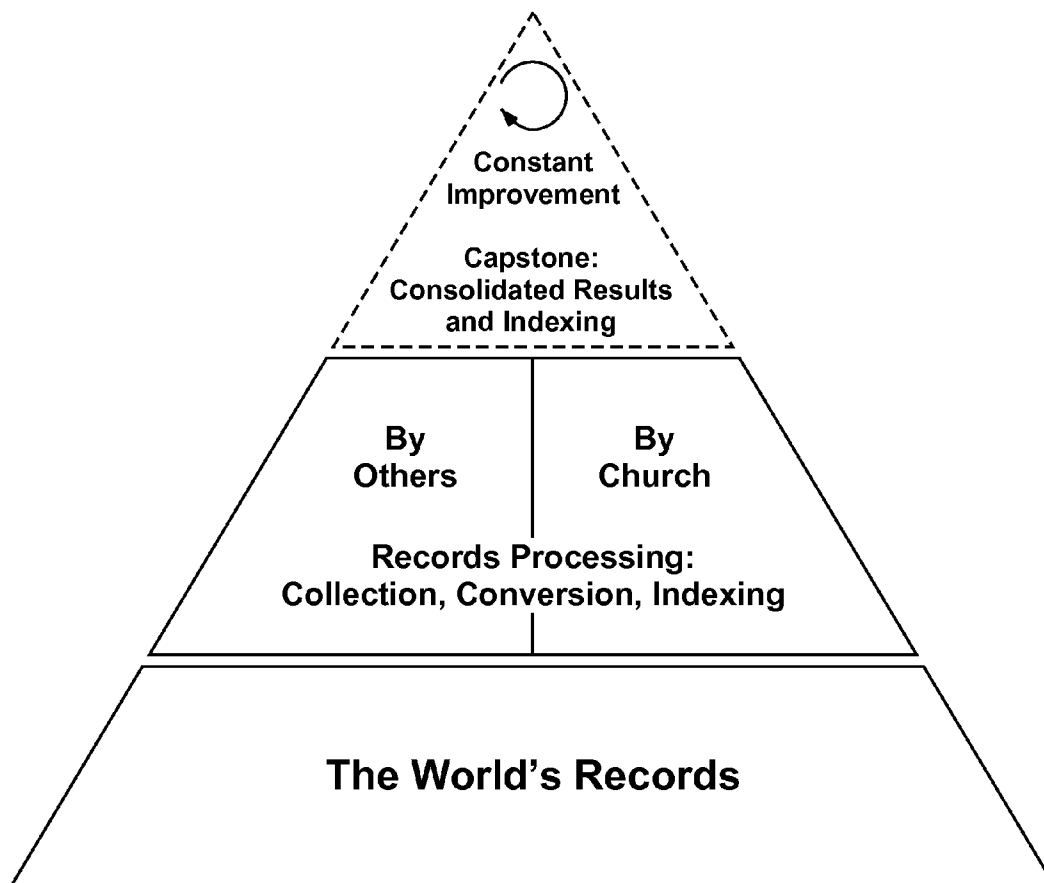 Constant
Improvement
Capstone:
Consolidated Results
and Indexing
By
Others
By
Church
Records Processing:
Collection, Conversion, Indexing
The World’s Records